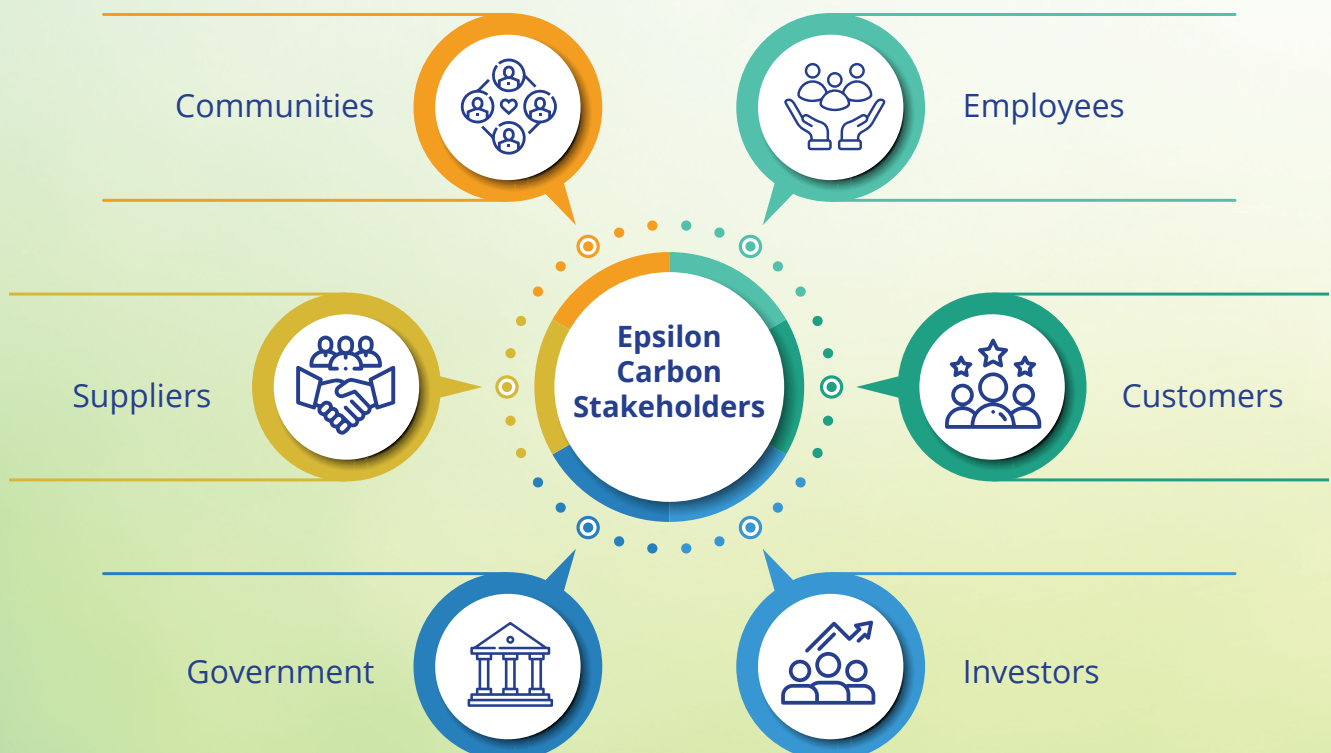 Communities
Employees
Epsilon
Carbon
Stakeholders
Suppliers
Customers
Government
Investors